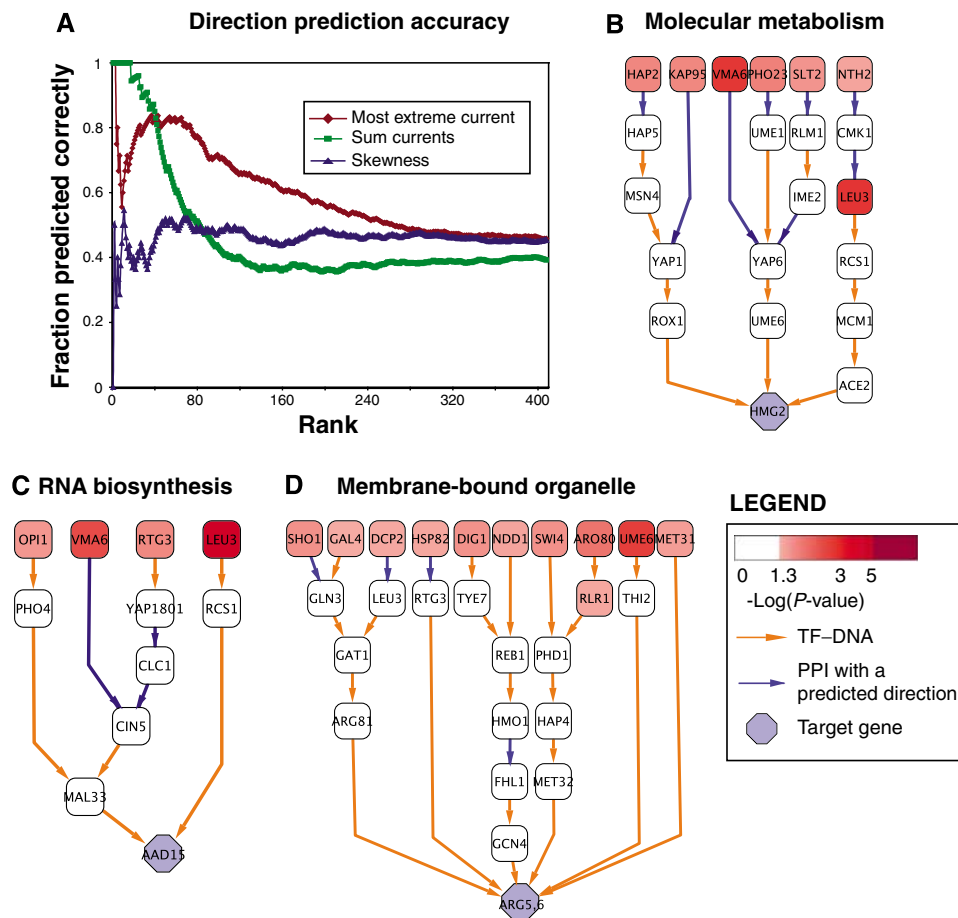 A Direction prediction accuracy
Fraction predicted correctly
1
0.8
0.6
0.4
0.2
0
0 80 160 240 320 400
Rank
Most extreme current
Sum currents
Skewness
B Molecular metabolism
HAP2 KAP95 VMA6 PHO23 SLT2 NTH2
HAP5 UME1 RLM1 CMK1
MSN4 IME2 LEU3
YAP1 YAP6 RCS1
ROX1 UME6 MCM1
ACE2
HMG2
C RNA biosynthesis
OPI1 VMA6 RTG3 LEU3
PHO4 YAP1801 RCS1
CLC1
CIN5
MAL33
AAD15
D Membrane-bound organelle
SHO1 GAL4 DCP2 HSP82 DIG1 NDD1 SWI4 ARO80 UME6 MET31
GLN3 LEU3 RTG3 TYE7 RLR1 THI2
GAT1 REB1 PHD1
ARG81 HMO1 HAP4
FHL1 MET32
GCN4
ARG5,6
LEGEND
0 1.3 3 5
-Log(P-value)
TF–DNA
PPI with a
predicted direction
Target gene